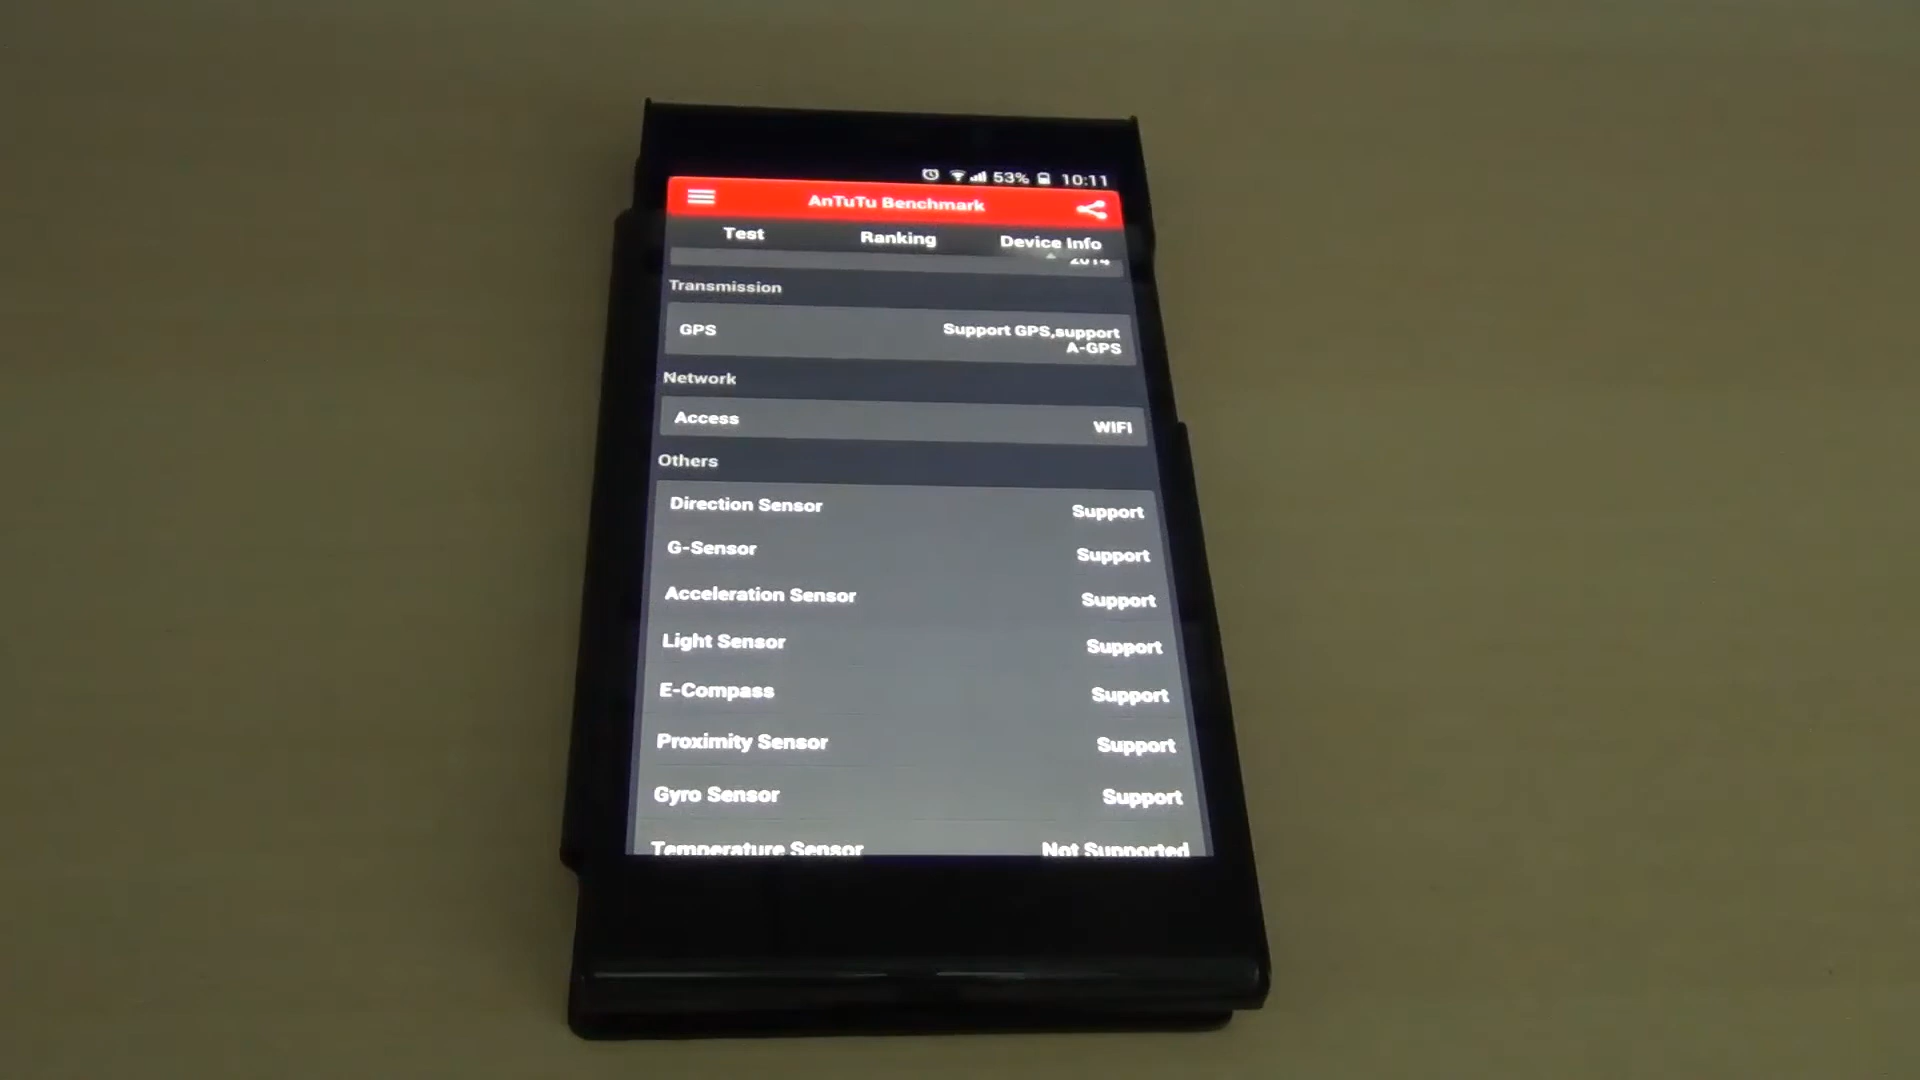 53% 10:11
AnTuTu Benchmark
Test Ranking Device Info
2014
Transmission
GPS Support GPS,support
A-GPS
Network
Access WIFI
Others
Direction Sensor Support
G-Sensor Support
Acceleration Sensor Support
Light Sensor Support
E-Compass Support
Proximity Sensor Support
Gyro Sensor Support
Temperature Sensor Not Supported